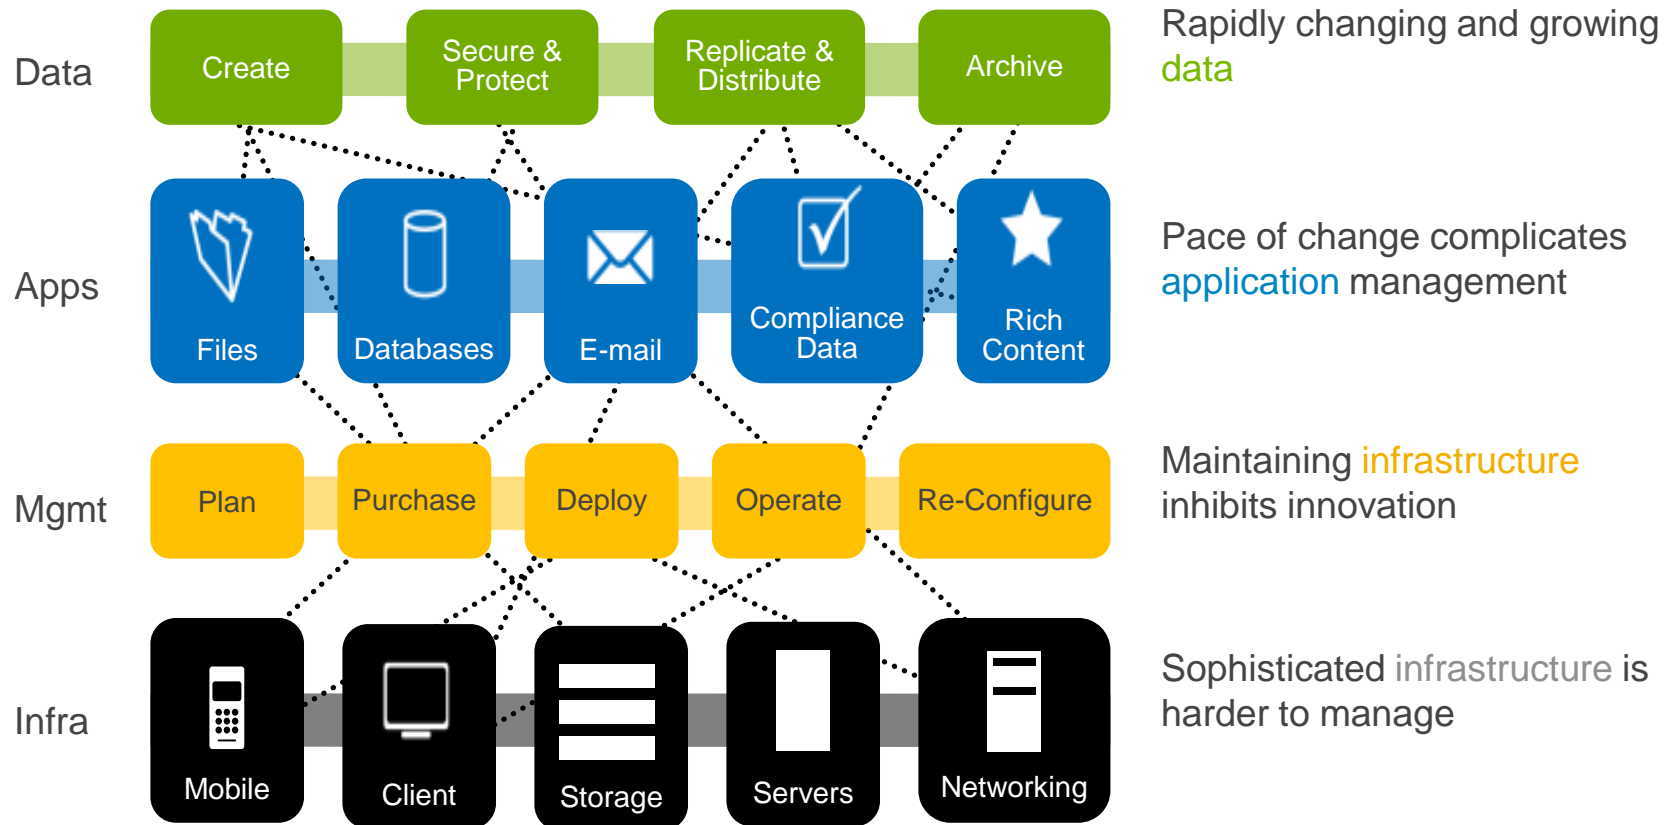 Data
Create
Secure &
Protect
Replicate &
Distribute
Archive
Rapidly changing and growing
data
Apps
Files
Databases
E-mail
Compliance
Data
Rich
Content
Pace of change complicates
application management
Mgmt
Plan
Purchase
Deploy
Operate
Re-Configure
Maintaining infrastructure
inhibits innovation
Infra
Mobile
Client
Storage
Servers
Networking
Sophisticated infrastructure is
harder to manage